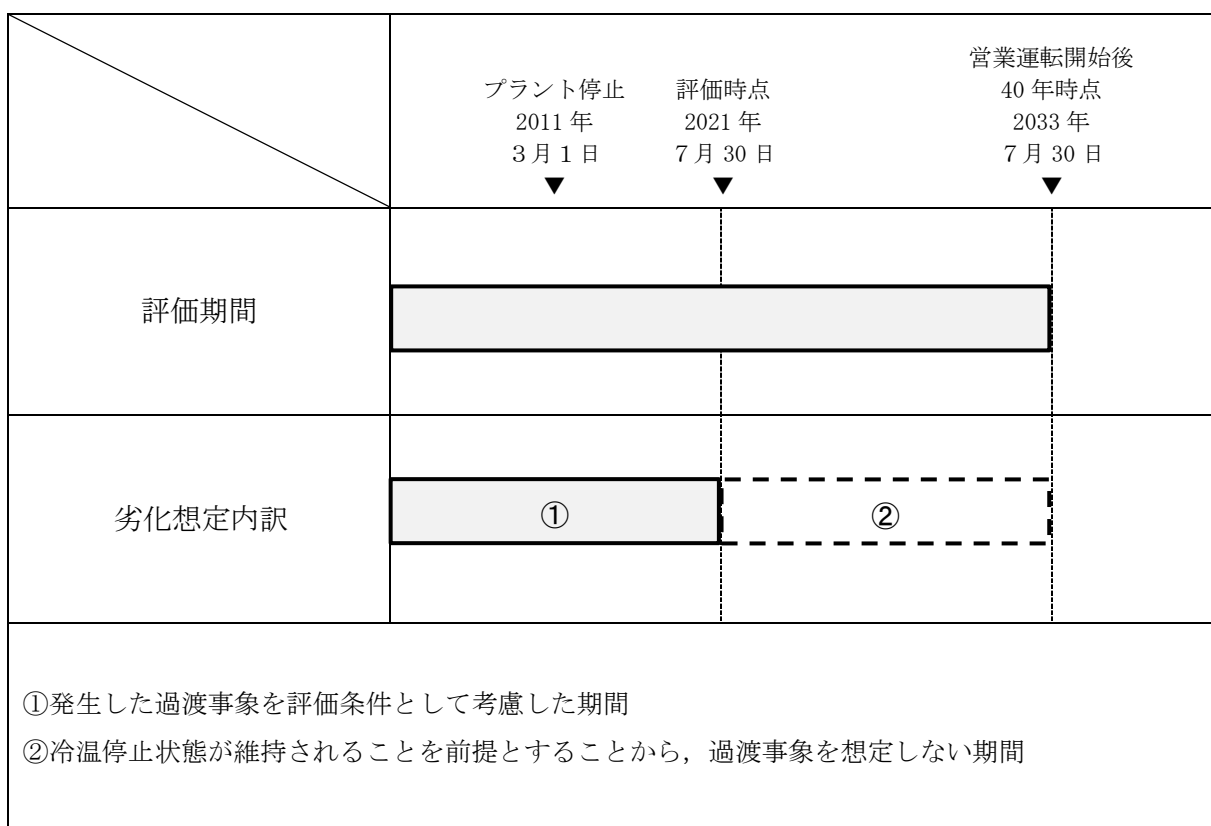 プラント停止
2011 年
３月１日
▼
評価時点
2021 年
７月 30 日
▼
営業運転開始後
40 年時点
2033 年
７月 30 日
▼
評価期間
劣化想定内訳
①
②
①発生した過渡事象を評価条件として考慮した期間
②冷温停止状態が維持されることを前提とすることから，過渡事象を想定しない期間